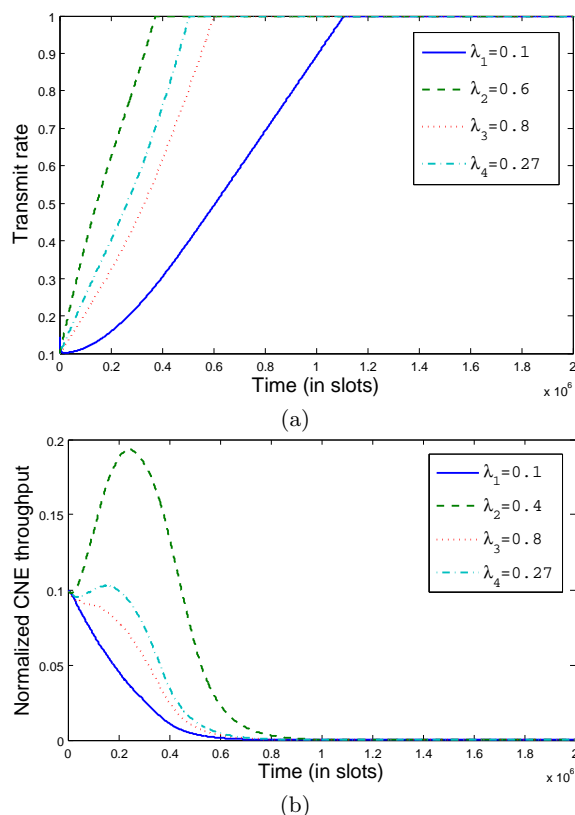 1
0.9
0.8
0.7
0.6
0.5
0.4
0.3
0.2
0.1
Transmit rate
λ1=0.1
λ2=0.6
λ3=0.8
λ4=0.27
0 0.2 0.4 0.6 0.8 1 1.2 1.4 1.6 1.8 2
Time (in slots)
x 10^6
(a)
0.2
0.15
0.1
0.05
0
Normalized CNE throughput
λ1=0.1
λ2=0.4
λ3=0.8
λ4=0.27
0 0.2 0.4 0.6 0.8 1 1.2 1.4 1.6 1.8 2
Time (in slots)
x 10^6
(b)